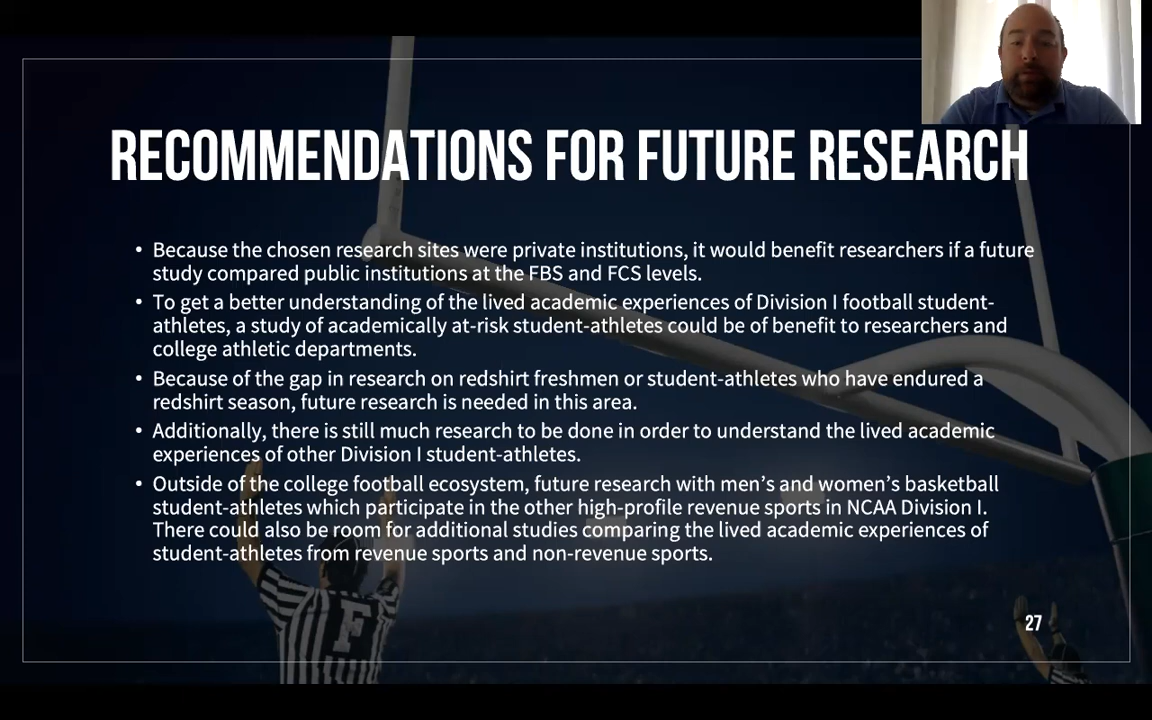 RECOMMENDATIONS FOR FUTURE RESEARCH
• Because the chosen research sites were private institutions, it would benefit researchers if a future
study compared public institutions at the FBS and FCS levels.
• To get a better understanding of the lived academic experiences of Division I football student-
athletes, a study of academically at-risk student-athletes could be of benefit to researchers and
college athletic departments.
• Because of the gap in research on redshirt freshmen or student-athletes who have endured a
redshirt season, future research is needed in this area.
• Additionally, there is still much research to be done in order to understand the lived academic
experiences of other Division I student-athletes.
• Outside of the college football ecosystem, future research with men’s and women’s basketball
student-athletes which participate in the other high-profile revenue sports in NCAA Division I.
There could also be room for additional studies comparing the lived academic experiences of
student-athletes from revenue sports and non-revenue sports.
F
27